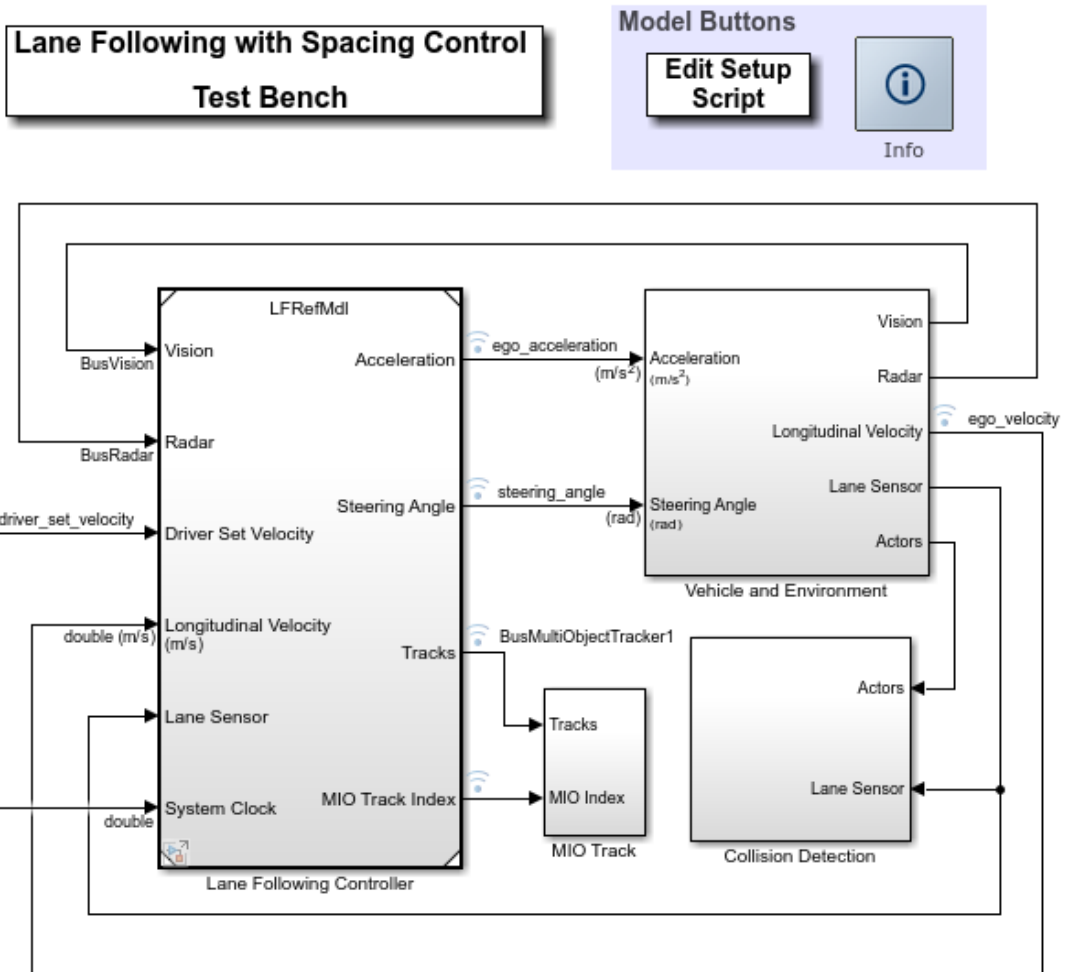 Lane Following with Spacing Control
Test Bench
Model Buttons
Edit Setup
Script
Info
LFRefMdl
Vision
BusVision
Radar
BusRadar
driver_set_velocity
Driver Set Velocity
double (m/s)
Longitudinal Velocity
(m/s)
Lane Sensor
System Clock
double
Acceleration
Steering Angle
Tracks
MIO Track Index
Lane Following Controller
ego_acceleration
(m/s²)
steering_angle
(rad)
BusMultiObjectTracker1
Acceleration
(m/s²)
Steering Angle
(rad)
Vision
Radar
Longitudinal Velocity
Lane Sensor
Actors
Vehicle and Environment
ego_velocity
Tracks
MIO Index
MIO Track
Actors
Lane Sensor
Collision Detection